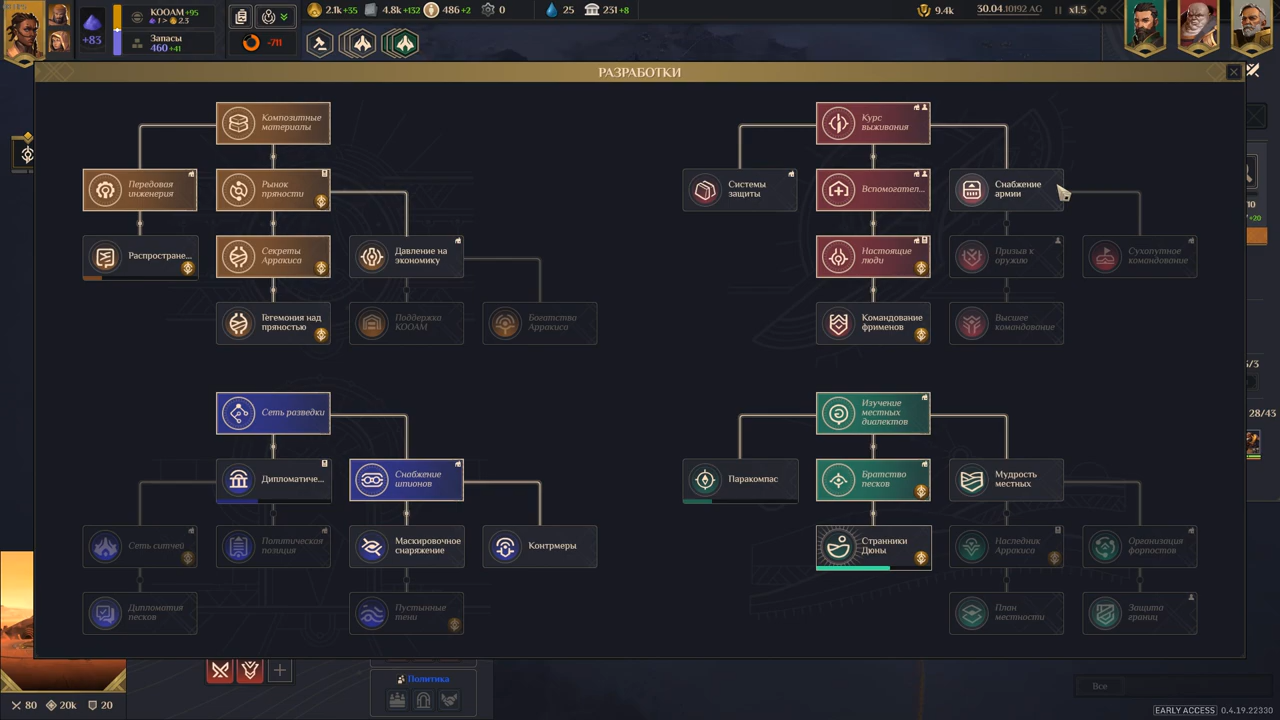 КООАМ +95
1 > 2.3
+83
Запасы
460 +41
-711
2.1k +35
4.8k +132
486 +2
0
25
231 +8
9.4k
30.04.10192 AG
x1.5
РАЗРАБОТКИ
Композитные
материалы
Передовая
инженерия
Рынок
пряности
Распростране...
Секреты
Арракиса
Давление на
экономику
Гегемония над
пряностью
Поддержка
КООАМ
Богатство
Арракиса
Курс
выживания
Системы
защиты
Вспомогател...
Снабжение
армии
Настоящие
люди
Призыв к
оружию
Сухопутное
командование
Командование
фрименов
Высшее
командование
Сеть разведки
Дипломатиче...
Снабжение
шпионов
Сеть ситчей
Политическая
позиция
Маскировочное
снаряжение
Контрмеры
Дипломатия
песков
Пустынные
тени
Изучение
местных
диалектов
Паракомпас
Братство
песков
Мудрость
местных
Странники
Дюны
Наследник
Арракиса
Организация
форпостов
План
местности
Защита
границ
28/43
Политика
Все
80
20k
20
EARLY ACCESS 0.4.19.22330